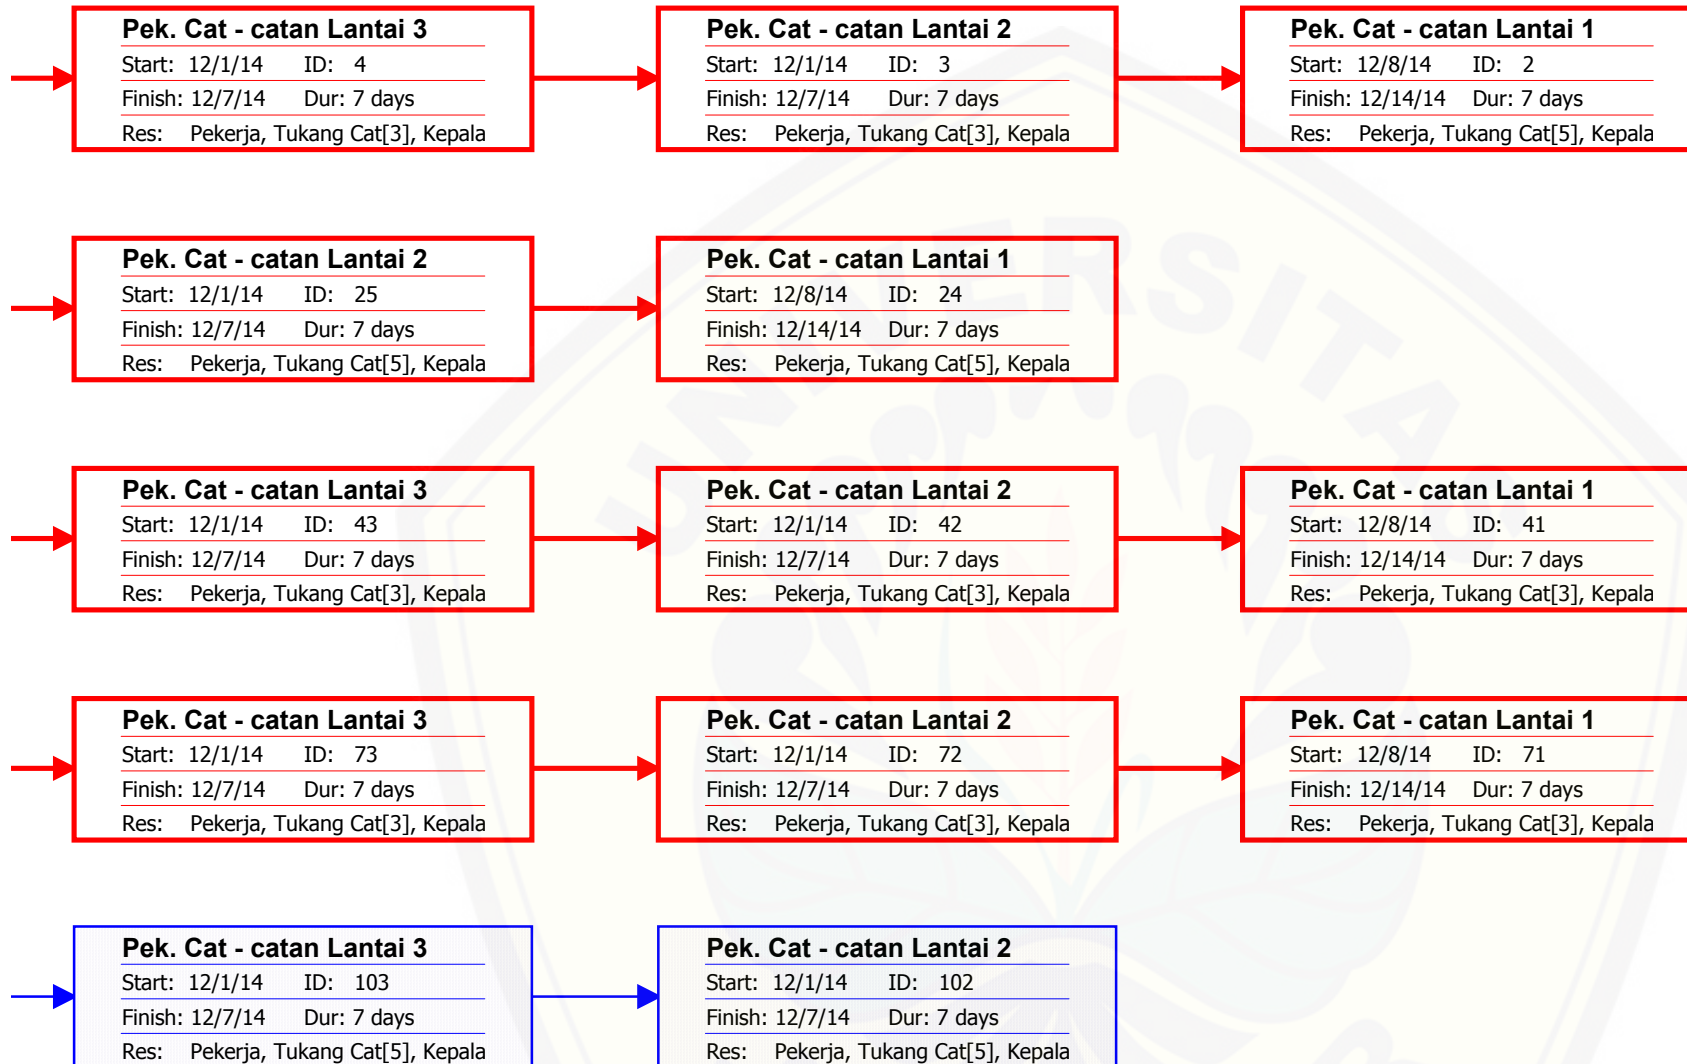 Pek. Cat - catan Lantai 3
Start: 12/1/14 ID: 4
Finish: 12/7/14 Dur: 7 days
Res: Pekerja, Tukang Cat[3], Kepala
Pek. Cat - catan Lantai 2
Start: 12/1/14 ID: 3
Finish: 12/7/14 Dur: 7 days
Res: Pekerja, Tukang Cat[3], Kepala
Pek. Cat - catan Lantai 1
Start: 12/8/14 ID: 2
Finish: 12/14/14 Dur: 7 days
Res: Pekerja, Tukang Cat[5], Kepala
Pek. Cat - catan Lantai 2
Start: 12/1/14 ID: 25
Finish: 12/7/14 Dur: 7 days
Res: Pekerja, Tukang Cat[5], Kepala
Pek. Cat - catan Lantai 1
Start: 12/8/14 ID: 24
Finish: 12/14/14 Dur: 7 days
Res: Pekerja, Tukang Cat[5], Kepala
Pek. Cat - catan Lantai 3
Start: 12/1/14 ID: 43
Finish: 12/7/14 Dur: 7 days
Res: Pekerja, Tukang Cat[3], Kepala
Pek. Cat - catan Lantai 2
Start: 12/1/14 ID: 42
Finish: 12/7/14 Dur: 7 days
Res: Pekerja, Tukang Cat[3], Kepala
Pek. Cat - catan Lantai 1
Start: 12/8/14 ID: 41
Finish: 12/14/14 Dur: 7 days
Res: Pekerja, Tukang Cat[3], Kepala
Pek. Cat - catan Lantai 3
Start: 12/1/14 ID: 73
Finish: 12/7/14 Dur: 7 days
Res: Pekerja, Tukang Cat[3], Kepala
Pek. Cat - catan Lantai 2
Start: 12/1/14 ID: 72
Finish: 12/7/14 Dur: 7 days
Res: Pekerja, Tukang Cat[3], Kepala
Pek. Cat - catan Lantai 1
Start: 12/8/14 ID: 71
Finish: 12/14/14 Dur: 7 days
Res: Pekerja, Tukang Cat[3], Kepala
Pek. Cat - catan Lantai 3
Start: 12/1/14 ID: 103
Finish: 12/7/14 Dur: 7 days
Res: Pekerja, Tukang Cat[5], Kepala
Pek. Cat - catan Lantai 2
Start: 12/1/14 ID: 102
Finish: 12/7/14 Dur: 7 days
Res: Pekerja, Tukang Cat[5], Kepala
UNIVERSITAS